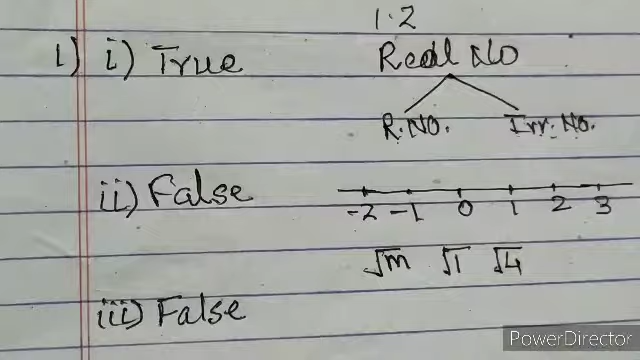 1.2
1) i) True Real No
R.No. Irr. No.
ii) False
-2 -1 0 1 2 3
√m √1 √4
iii) False
PowerDirector